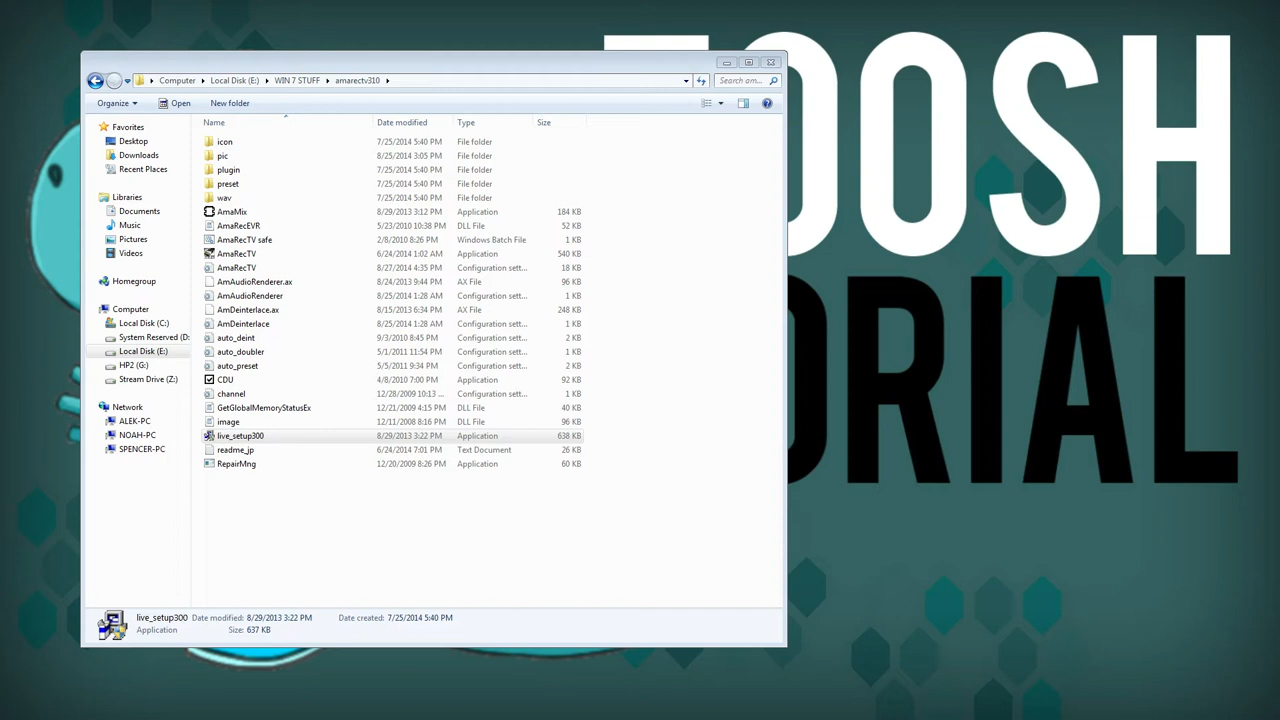 OOSH
ORIAL
Computer Local Disk (E:) WIN 7 STUFF amarectv310
Search am...
Organize Open New folder
Name Date modified Type Size
Favorites
Desktop
Downloads
Recent Places
Libraries
Documents
Music
Pictures
Videos
Homegroup
Computer
Local Disk (C:)
System Reserved (D:
Local Disk (E:)
HP2 (G:)
Stream Drive (Z:)
Network
ALEK-PC
NOAH-PC
SPENCER-PC
icon 7/25/2014 5:40 PM File folder
pic 8/25/2014 3:05 PM File folder
plugin 7/25/2014 5:40 PM File folder
preset 7/25/2014 5:40 PM File folder
wav 7/25/2014 5:40 PM File folder
AmaMix 8/29/2013 3:12 PM Application 184 KB
AmaRecEVR 5/23/2010 10:38 PM DLL File 52 KB
AmaRecTV safe 2/8/2010 8:26 PM Windows Batch File 1 KB
AmaRecTV 6/24/2014 1:02 AM Application 540 KB
AmaRecTV 8/27/2014 4:35 PM Configuration sett... 18 KB
AmAudioRenderer.ax 8/24/2013 9:44 PM AX File 96 KB
AmAudioRenderer 8/25/2014 1:28 AM Configuration sett... 1 KB
AmDeinterlace.ax 8/15/2013 6:34 PM AX File 248 KB
AmDeinterlace 8/25/2014 1:28 AM Configuration sett... 1 KB
auto_deint 9/3/2010 8:45 PM Configuration sett... 2 KB
auto_doubler 5/1/2011 11:54 PM Configuration sett... 1 KB
auto_preset 5/5/2011 9:34 PM Configuration sett... 2 KB
CDU 4/8/2010 7:00 PM Application 92 KB
channel 12/28/2009 10:13 ... Configuration sett... 1 KB
GetGlobalMemoryStatusEx 12/21/2009 4:15 PM DLL File 40 KB
image 12/11/2008 8:16 PM DLL File 96 KB
live_setup300 8/29/2013 3:22 PM Application 638 KB
readme_jp 6/24/2014 7:01 PM Text Document 26 KB
RepairMng 12/20/2009 8:26 PM Application 60 KB
live_setup300 Date modified: 8/29/2013 3:22 PM Date created: 7/25/2014 5:40 PM
Application Size: 637 KB